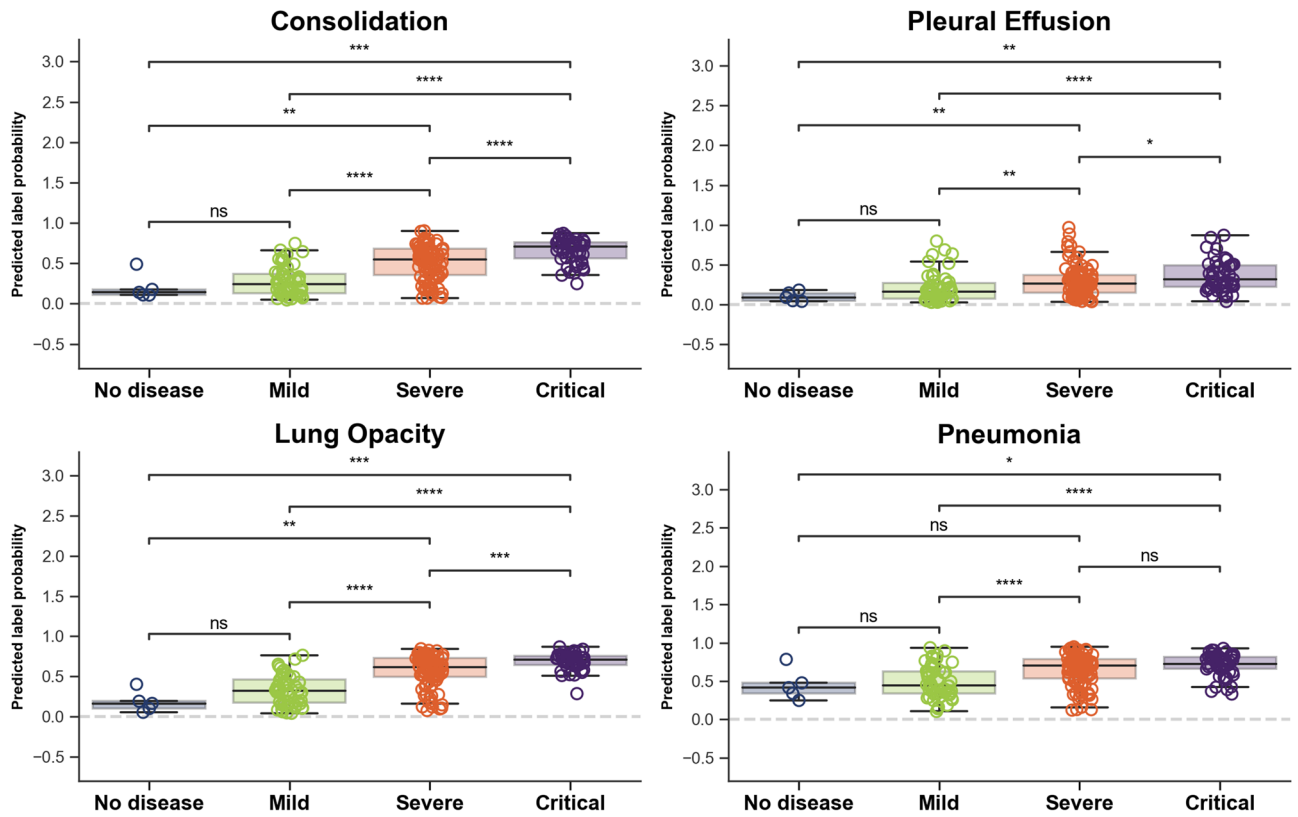 Consolidation
Predicted label probability
3.0
2.5
2.0
1.5
1.0
0.5
0.0
−0.5
***
****
**
****
****
ns
No disease Mild Severe Critical
Pleural Effusion
Predicted label probability
3.0
2.5
2.0
1.5
1.0
0.5
0.0
−0.5
**
****
**
*
**
ns
No disease Mild Severe Critical
Lung Opacity
Predicted label probability
3.0
2.5
2.0
1.5
1.0
0.5
0.0
−0.5
***
****
**
***
****
ns
No disease Mild Severe Critical
Pneumonia
Predicted label probability
3.0
2.5
2.0
1.5
1.0
0.5
0.0
−0.5
*
****
ns
ns
****
ns
No disease Mild Severe Critical